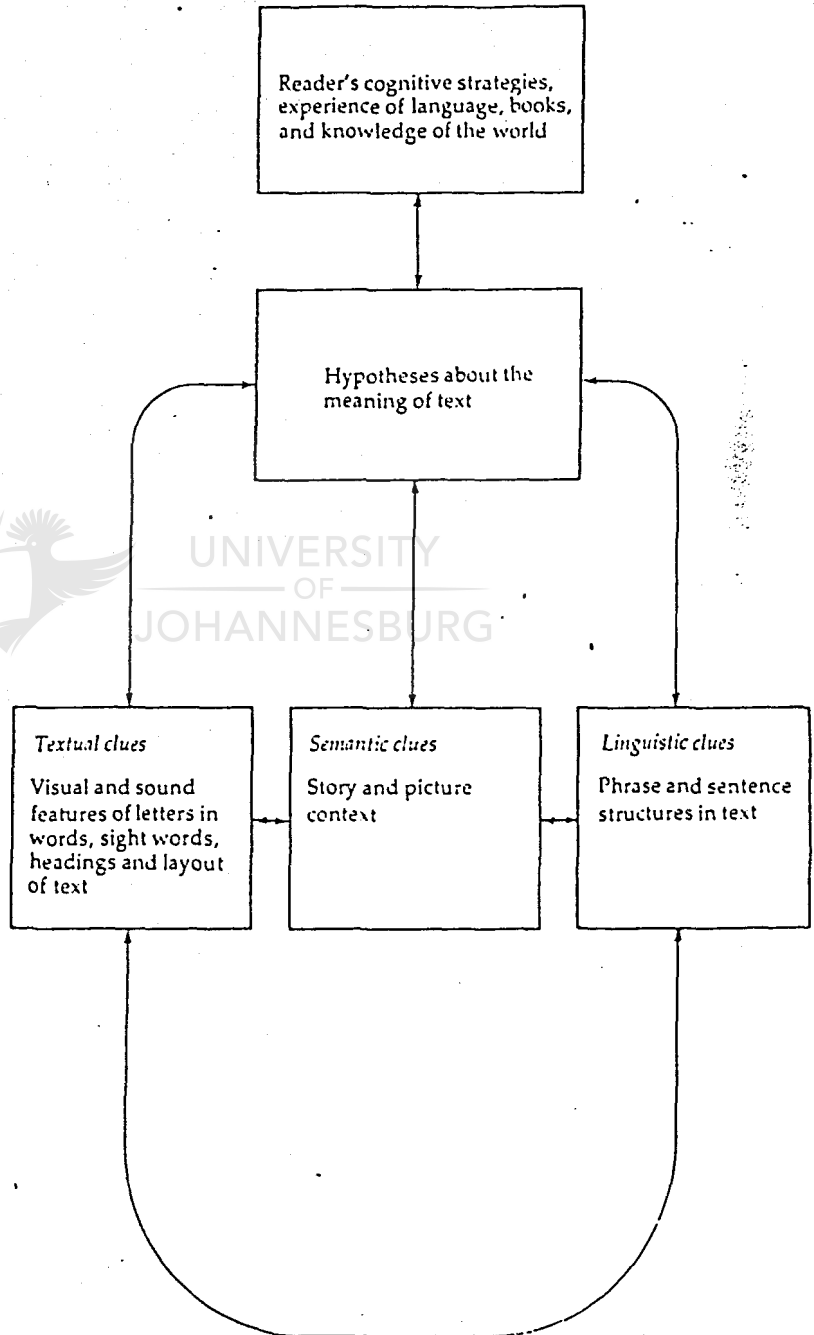 Reader's cognitive strategies,
experience of language, books,
and knowledge of the world
Hypotheses about the
meaning of text
UNIVERSITY
OF
JOHANNESBURG
Textual clues
Visual and sound
features of letters in
words, sight words,
headings and layout
of text
Semantic clues
Story and picture
context
Linguistic clues
Phrase and sentence
structures in text